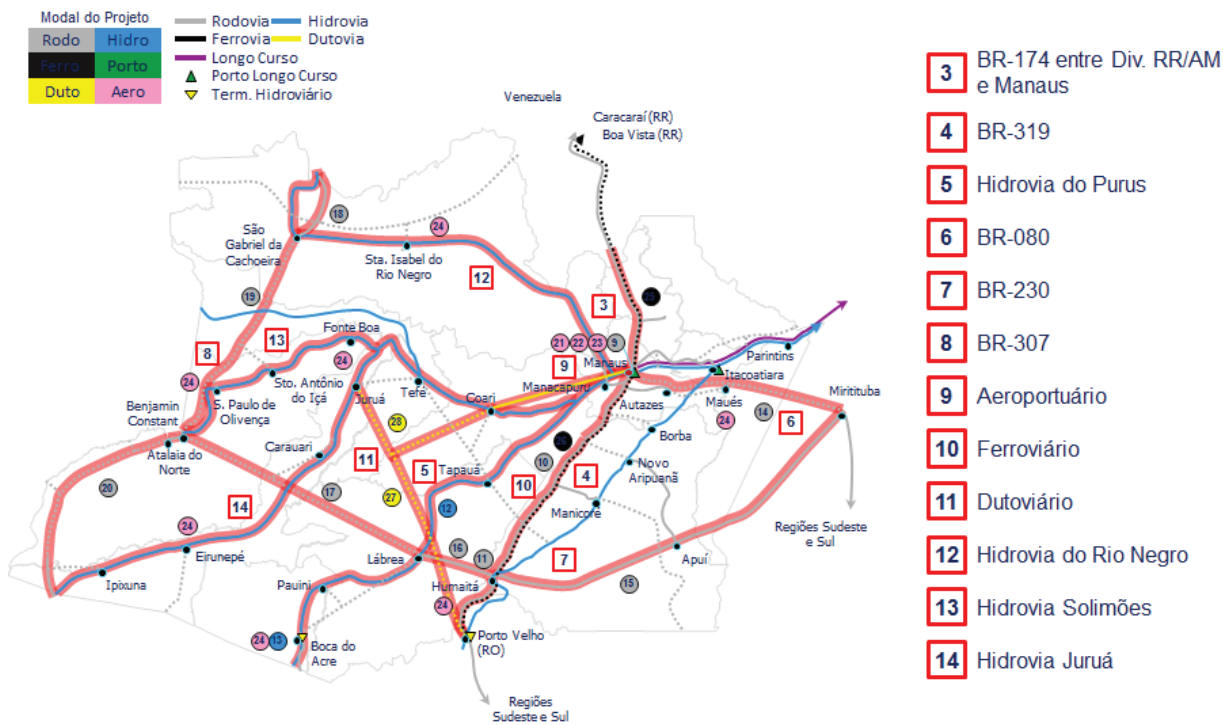 Modal do Projeto
Rodo
Hidro
Ferro
Porto
Duto
Aero
Rodovia
Hidrovia
Ferrovia
Dutovia
Longo Curso
Porto Longo Curso
Term. Hidroviário
Venezuela
Caracaraí (RR)
Boa Vista (RR)
18
São
Gabriel da
Cachoeira
24
Sta. Isabel do
Rio Negro
12
19
3
Fonte Boa
13
8
24
24
Sto. Antônio
do Içá
S. Paulo de
Olivença
Benjamin
Constant
Atalaia do
Norte
Juruá
Tefé
Coari
21
22
23
9
Manaus
9
Manacapuru
Autazes
Itacoatiara
Parintins
Maués
24
14
6
Miritituba
28
Carauari
11
5
Tapauá
10
10
4
Borba
Novo
Aripuanã
Manicoré
20
17
27
12
14
24
Eirunepé
Ipixuna
16
11
Lábrea
Humaitá
7
Apuí
15
Regiões Sudeste
e Sul
Pauini
24
24
13
Boca do
Acre
Porto Velho
(RO)
Regiões
Sudeste e Sul
3
BR-174 entre Div. RR/AM
e Manaus
4
BR-319
5
Hidrovia do Purus
6
BR-080
7
BR-230
8
BR-307
9
Aeroportuário
10
Ferroviário
11
Dutoviário
12
Hidrovia do Rio Negro
13
Hidrovia Solimões
14
Hidrovia Juruá